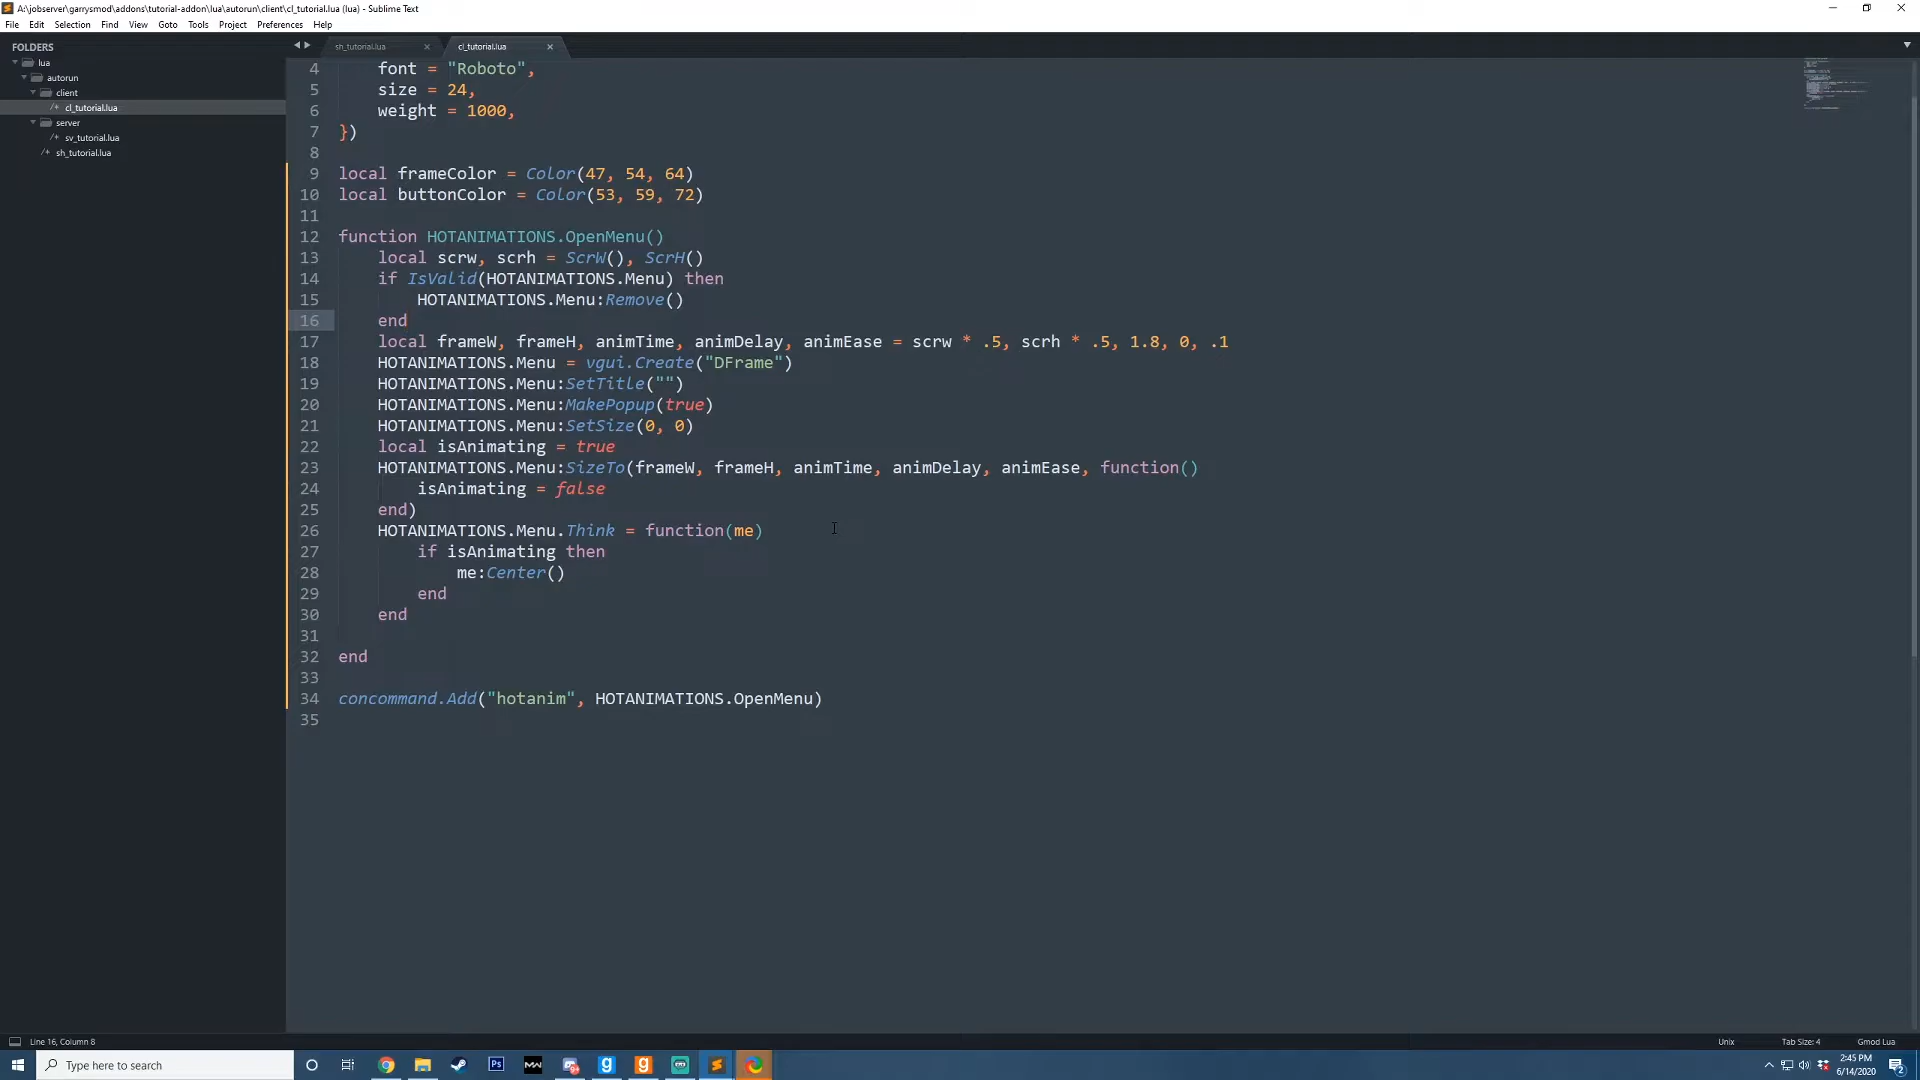 A:\jobserver\garrysmod\addons\tutorial-addon\lua\autorun\client\cl_tutorial.lua (lua) - Sublime Text
File Edit Selection Find View Goto Tools Project Preferences Help
FOLDERS
lua
autorun
client
/* cl_tutorial.lua
server
/* sv_tutorial.lua
/* sh_tutorial.lua
sh_tutorial.lua × cl_tutorial.lua ×
4 font = "Roboto",
5 size = 24,
6 weight = 1000,
7 })
8
9 local frameColor = Color(47, 54, 64)
10 local buttonColor = Color(53, 59, 72)
11
12 function HOTANIMATIONS.OpenMenu()
13 local scrw, scrh = ScrW(), ScrH()
14 if IsValid(HOTANIMATIONS.Menu) then
15 HOTANIMATIONS.Menu:Remove()
16 end
17 local frameW, frameH, animTime, animDelay, animEase = scrw * .5, scrh * .5, 1.8, 0, .1
18 HOTANIMATIONS.Menu = vgui.Create("DFrame")
19 HOTANIMATIONS.Menu:SetTitle("")
20 HOTANIMATIONS.Menu:MakePopup(true)
21 HOTANIMATIONS.Menu:SetSize(0, 0)
22 local isAnimating = true
23 HOTANIMATIONS.Menu:SizeTo(frameW, frameH, animTime, animDelay, animEase, function()
24 isAnimating = false
25 end)
26 HOTANIMATIONS.Menu.Think = function(me)
27 if isAnimating then
28 me:Center()
29 end
30 end
31
32 end
33
34 concommand.Add("hotanim", HOTANIMATIONS.OpenMenu)
35
Line 16, Column 8
Unix Tab Size: 4 Gmod Lua
Type here to search
Ps
MW
g
g
2:45 PM
6/14/2020
2